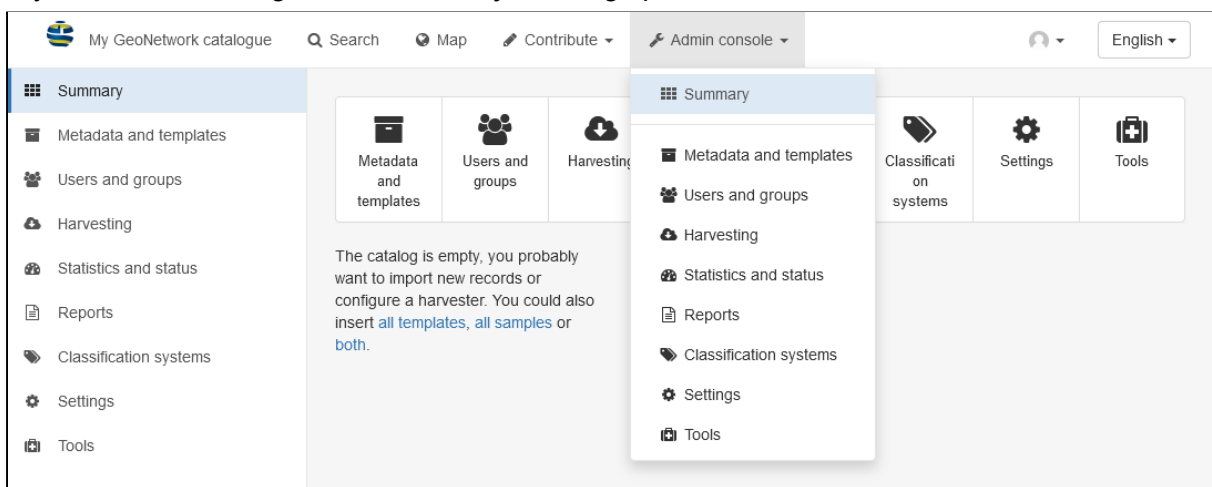 My GeoNetwork catalogue Search Map Contribute Admin console English
Summary
Metadata and templates
Users and groups
Harvesting
Statistics and status
Reports
Classification systems
Settings
Tools
Metadata
and
templates
Users and
groups
Harvesting
Classificati
on
systems
Settings
Tools
The catalog is empty, you probably
want to import new records or
configure a harvester. You could also
insert all templates, all samples or
both.
Summary
Metadata and templates
Users and groups
Harvesting
Statistics and status
Reports
Classification systems
Settings
Tools